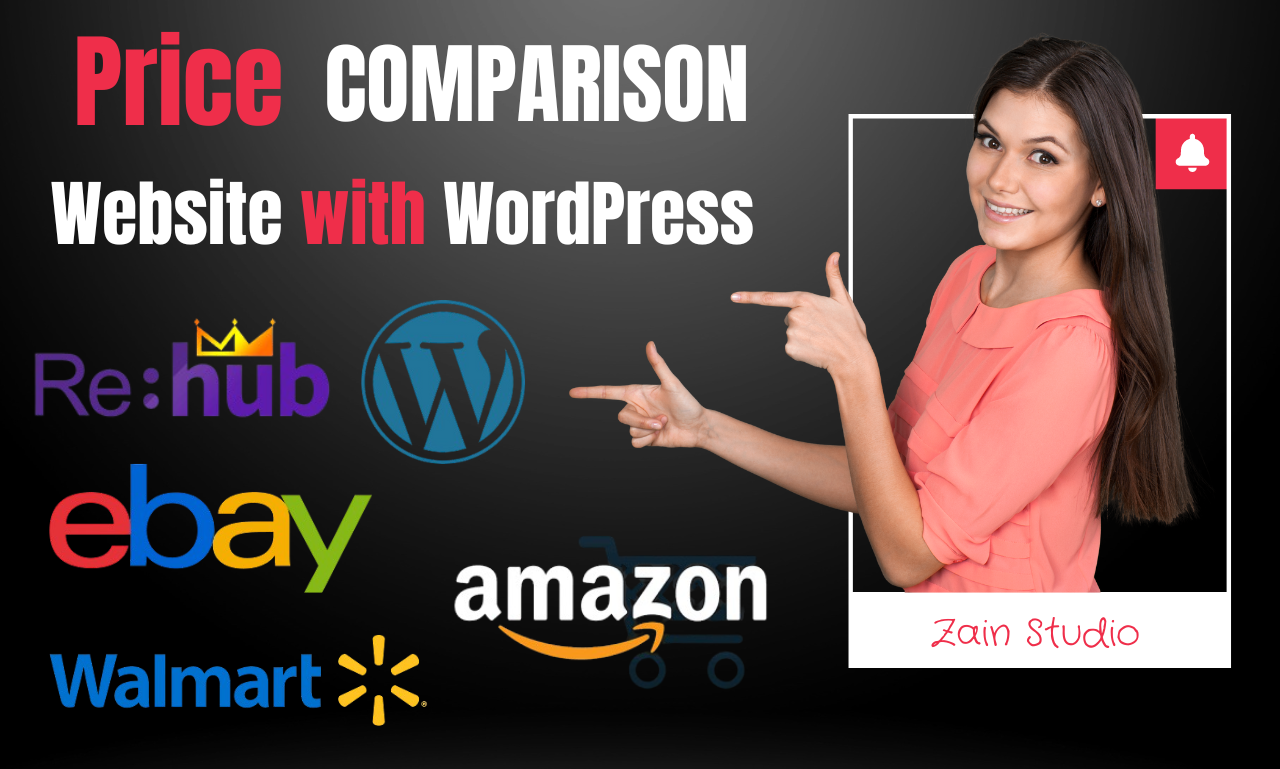 Price COMPARISON
Website with WordPress
Re:hub
W
ebay
amazon
Walmart
Zain Studio